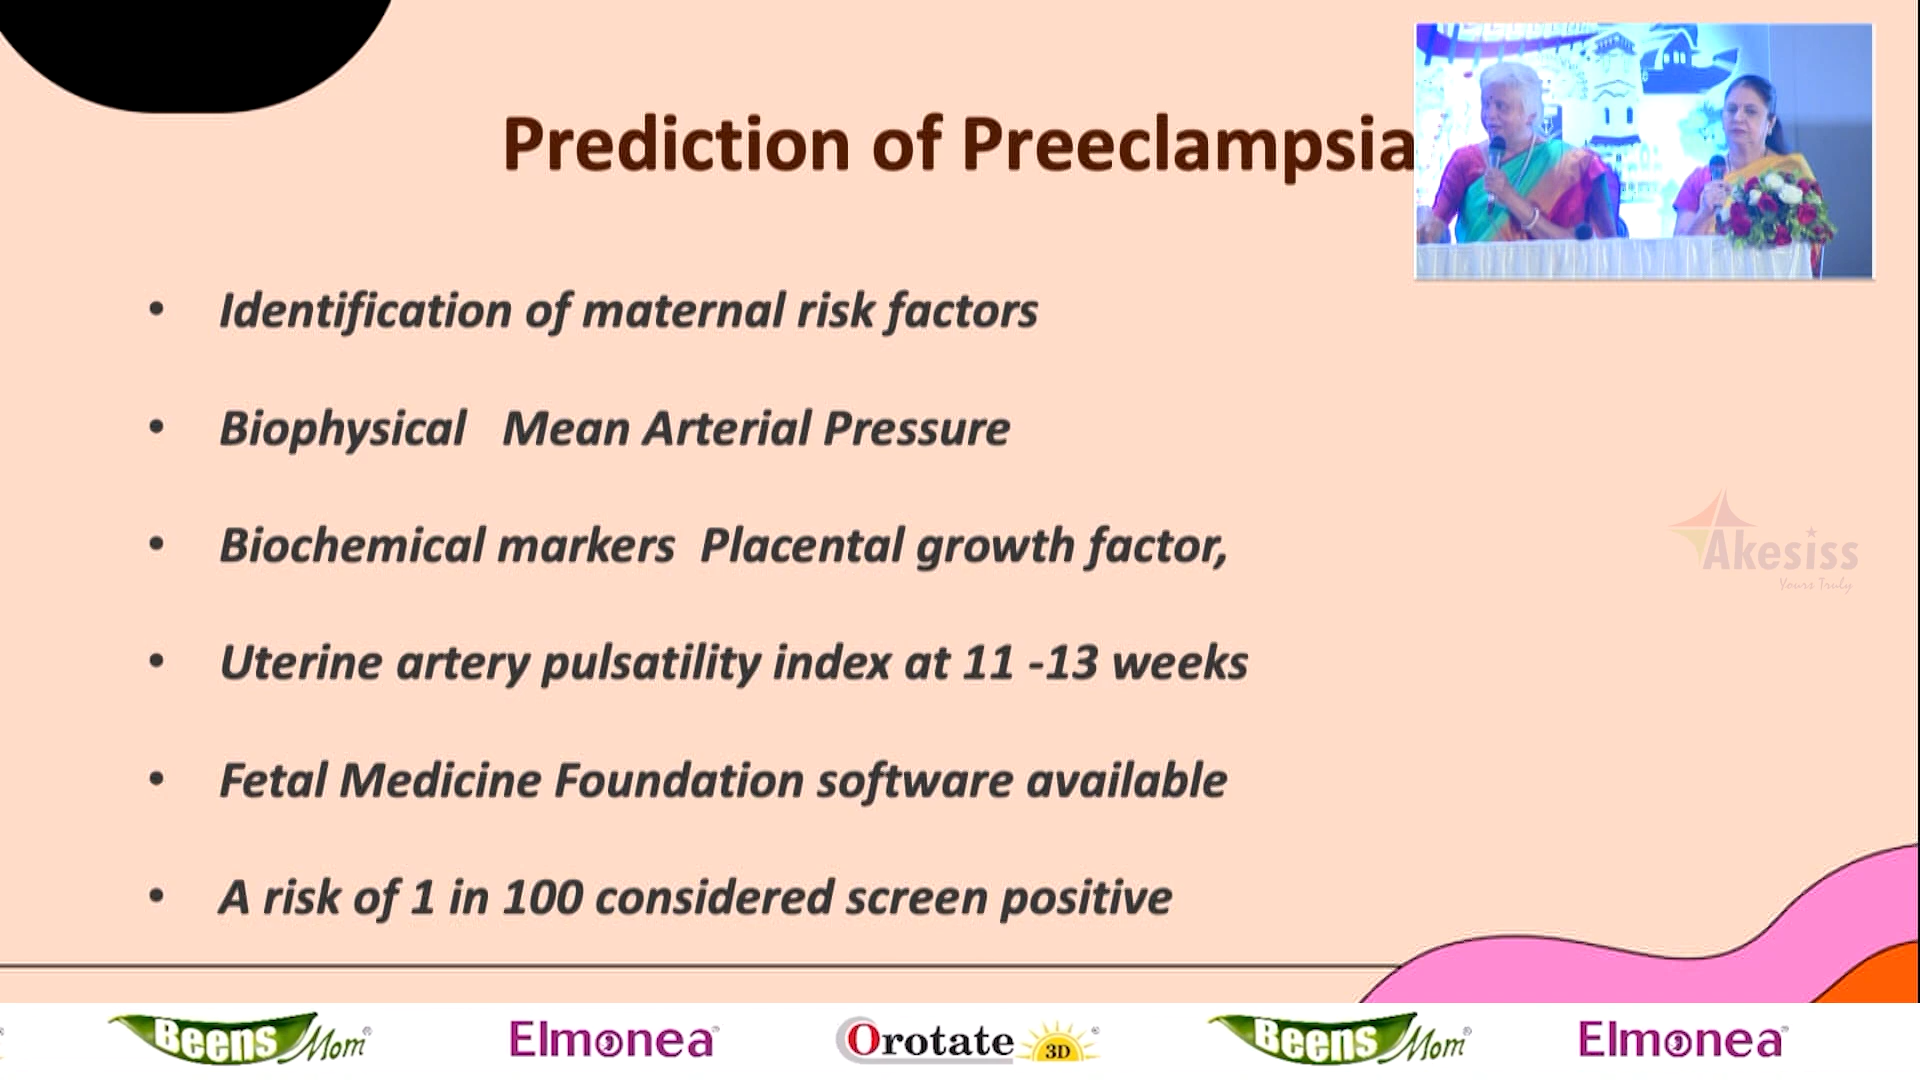 Prediction of Preeclampsia
• Identification of maternal risk factors
• Biophysical Mean Arterial Pressure
• Biochemical markers Placental growth factor,
• Uterine artery pulsatility index at 11 -13 weeks
• Fetal Medicine Foundation software available
• A risk of 1 in 100 considered screen positive
Akesiss
Yours Truly
Beens Mom® Elmonea® Orotate 3D® Beens Mom® Elmonea®